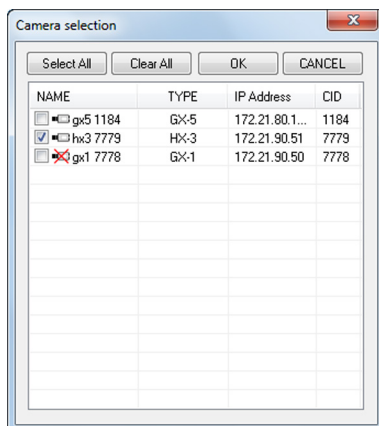 Camera selection
Select All Clear All OK CANCEL
NAME TYPE IP Address CID
gx5 1184 GX-5 172.21.80.1... 1184
hx3 7779 HX-3 172.21.90.51 7779
gx1 7778 GX-1 172.21.90.50 7778